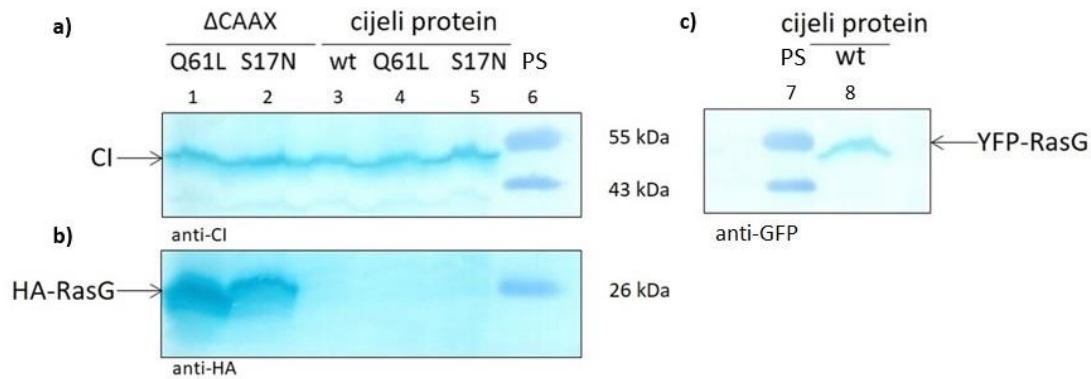 a)
ΔCAAX
cijeli protein
Q61L S17N wt Q61L S17N PS
1 2 3 4 5 6
CI
55 kDa
43 kDa
anti-CI
b)
HA-RasG
26 kDa
anti-HA
c)
cijeli protein
PS wt
7 8
YFP-RasG
anti-GFP